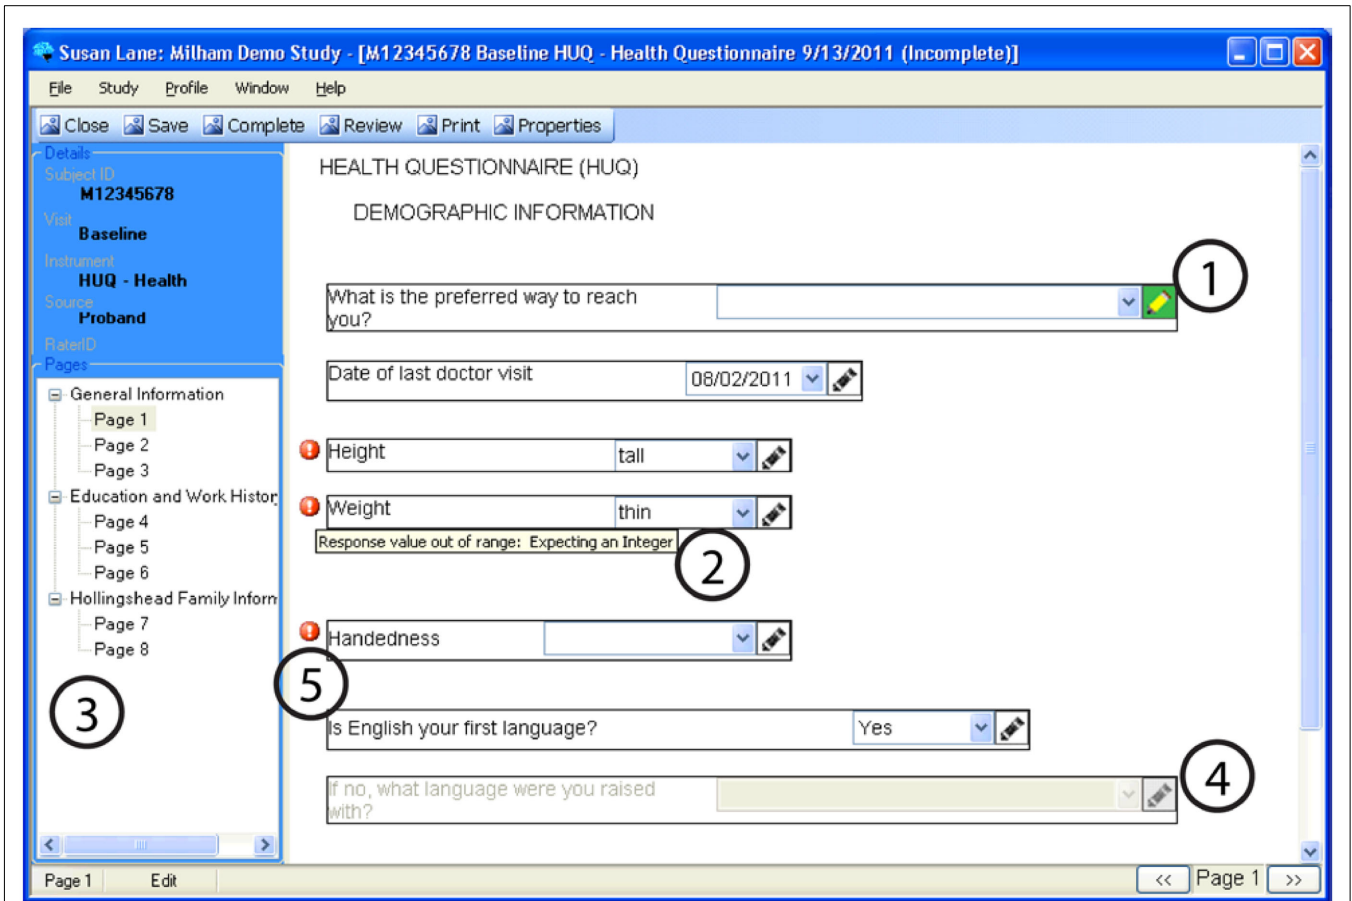 Susan Lane: Milham Demo Study - [M12345678 Baseline HUQ - Health Questionnaire 9/13/2011 (Incomplete)]
File Study Profile Window Help
Close Save Complete Review Print Properties
Details
Subject ID
M12345678
Visit
Baseline
Instrument
HUQ - Health
Source
Proband
RaterID
Pages
General Information
Page 1
Page 2
Page 3
Education and Work Histor
Page 4
Page 5
Page 6
Hollingshead Family Inform
Page 7
Page 8
3
HEALTH QUESTIONNAIRE (HUQ)
DEMOGRAPHIC INFORMATION
1
What is the preferred way to reach
you?
Date of last doctor visit 08/02/2011
Height tall
Weight thin
Response value out of range: Expecting an Integer
2
Handedness
5
Is English your first language? Yes
4
If no, what language were you raised
with?
Page 1 Edit << Page 1 >>